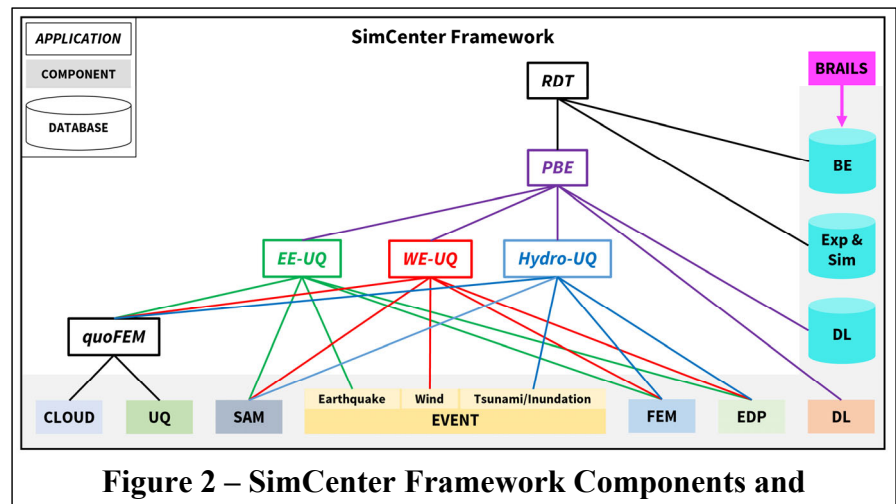 SimCenter Framework
APPLICATION
COMPONENT
DATABASE
RDT
BRAILS
PBE
BE
EE-UQ
WE-UQ
Hydro-UQ
Exp &
Sim
quoFEM
DL
Earthquake
Wind
Tsunami/Inundation
CLOUD
UQ
SAM
EVENT
FEM
EDP
DL
Figure 2 – SimCenter Framework Components and